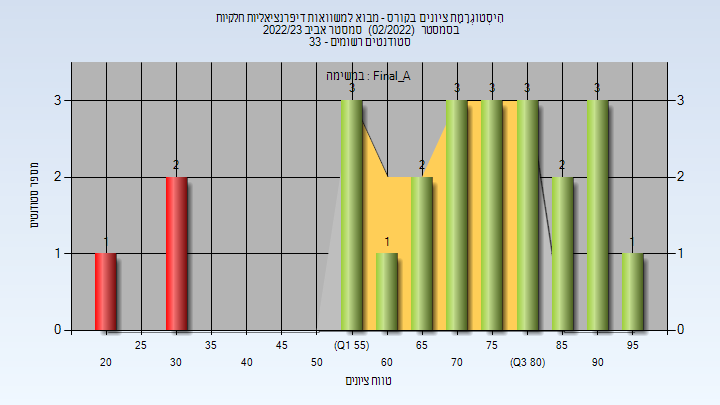 הִיסְטוֹגְרָמַת ציונים בקורס - מבוא למשוואות דיפרנציאליות חלקיות
בסמסטר (02/2022) סמסטר אביב 2022/23
סטודנטים רשומים - 33
במשימה : Final_A
מספר סטודנטים
3 3
2 2
1 1
0 0
1 2 3 1 2 3 3 3 2 3 1
25 35 45 (Q1 55) 65 75 85 95
20 30 40 50 60 70 (Q3 80) 90
טווח ציונים